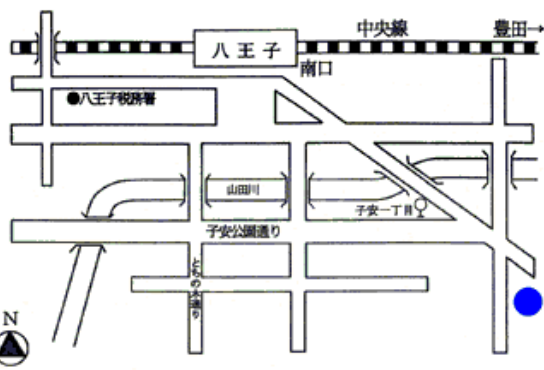 中央線
豊田→
八王子
南口
●八王子税務署
山田川
子安一丁目
子安公園通り
とちの木通り
N